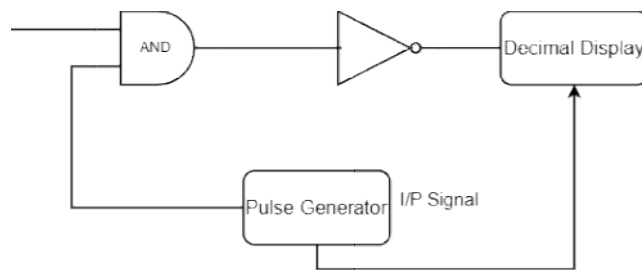 AND
Decimal Display
Pulse Generator
I/P Signal